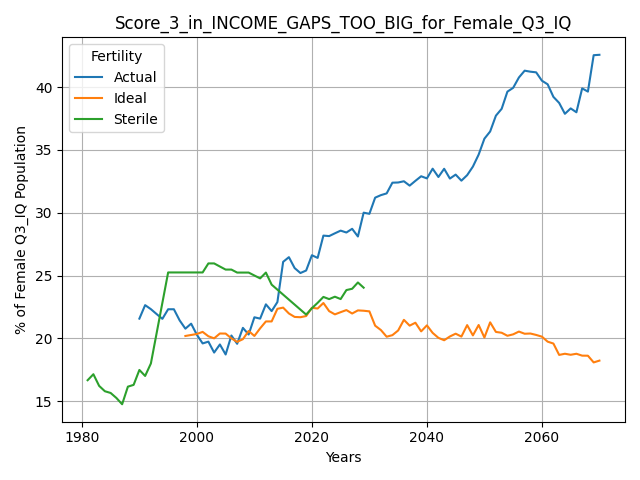 Score_3_in_INCOME_GAPS_TOO_BIG_for_Female_Q3_IQ
Fertility
Actual
Ideal
Sterile
% of Female Q3_IQ Population
40
35
30
25
20
15
1980
2000
2020
2040
2060
Years